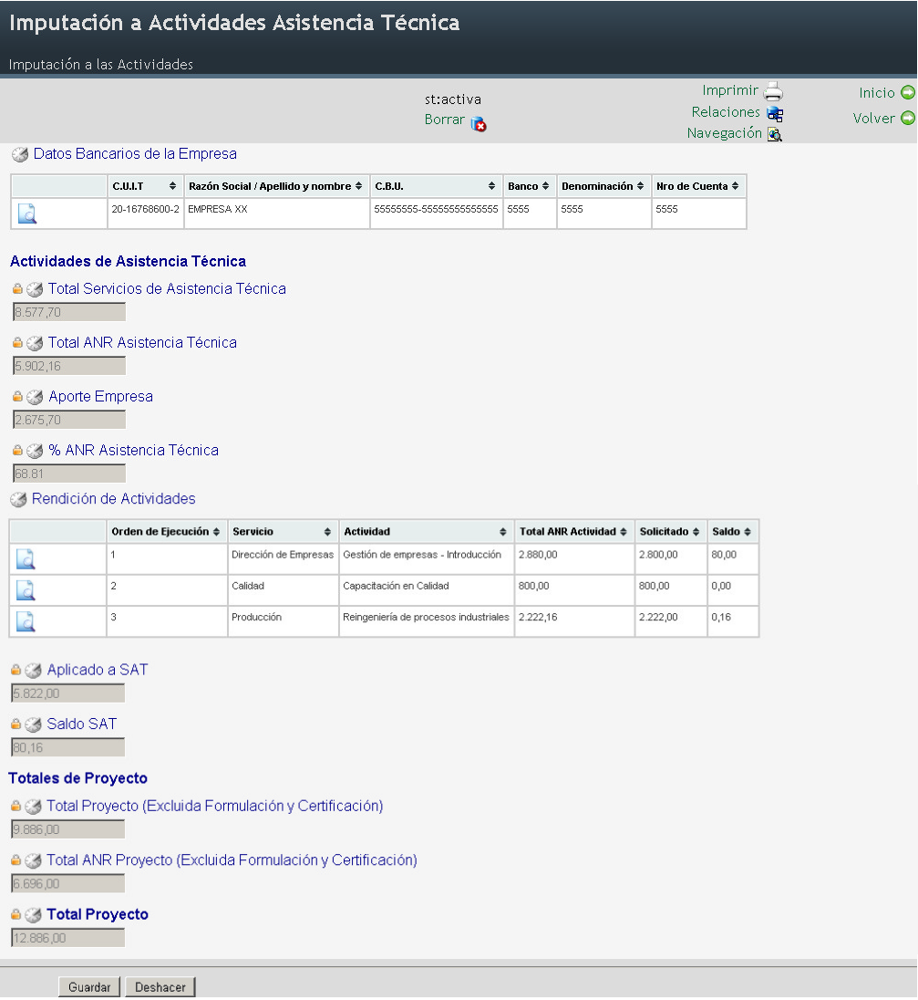 Imputación a Actividades Asistencia Técnica
Imputación a las Actividades
st:activa
Borrar
Imprimir
Relaciones
Navegación
Inicio
Volver
Datos Bancarios de la Empresa
C.U.I.T Razón Social / Apellido y nombre C.B.U. Banco Denominación Nro de Cuenta
20-16768600-2 EMPRESA XX 55555555-55555555555555 5555 5555 5555
Actividades de Asistencia Técnica
Total Servicios de Asistencia Técnica
8.577,70
Total ANR Asistencia Técnica
5.902,16
Aporte Empresa
2.675,70
% ANR Asistencia Técnica
68.81
Rendición de Actividades
Orden de Ejecución Servicio Actividad Total ANR Actividad Solicitado Saldo
1 Dirección de Empresas Gestión de empresas - Introducción 2.880,00 2.800,00 80,00
2 Calidad Capacitación en Calidad 800,00 800,00 0,00
3 Producción Reingeniería de procesos industriales 2.222,16 2.222,00 0,16
Aplicado a SAT
5.822,00
Saldo SAT
80,16
Totales de Proyecto
Total Proyecto (Excluida Formulación y Certificación)
9.886,00
Total ANR Proyecto (Excluida Formulación y Certificación)
6.696,00
Total Proyecto
12.886,00
Guardar Deshacer